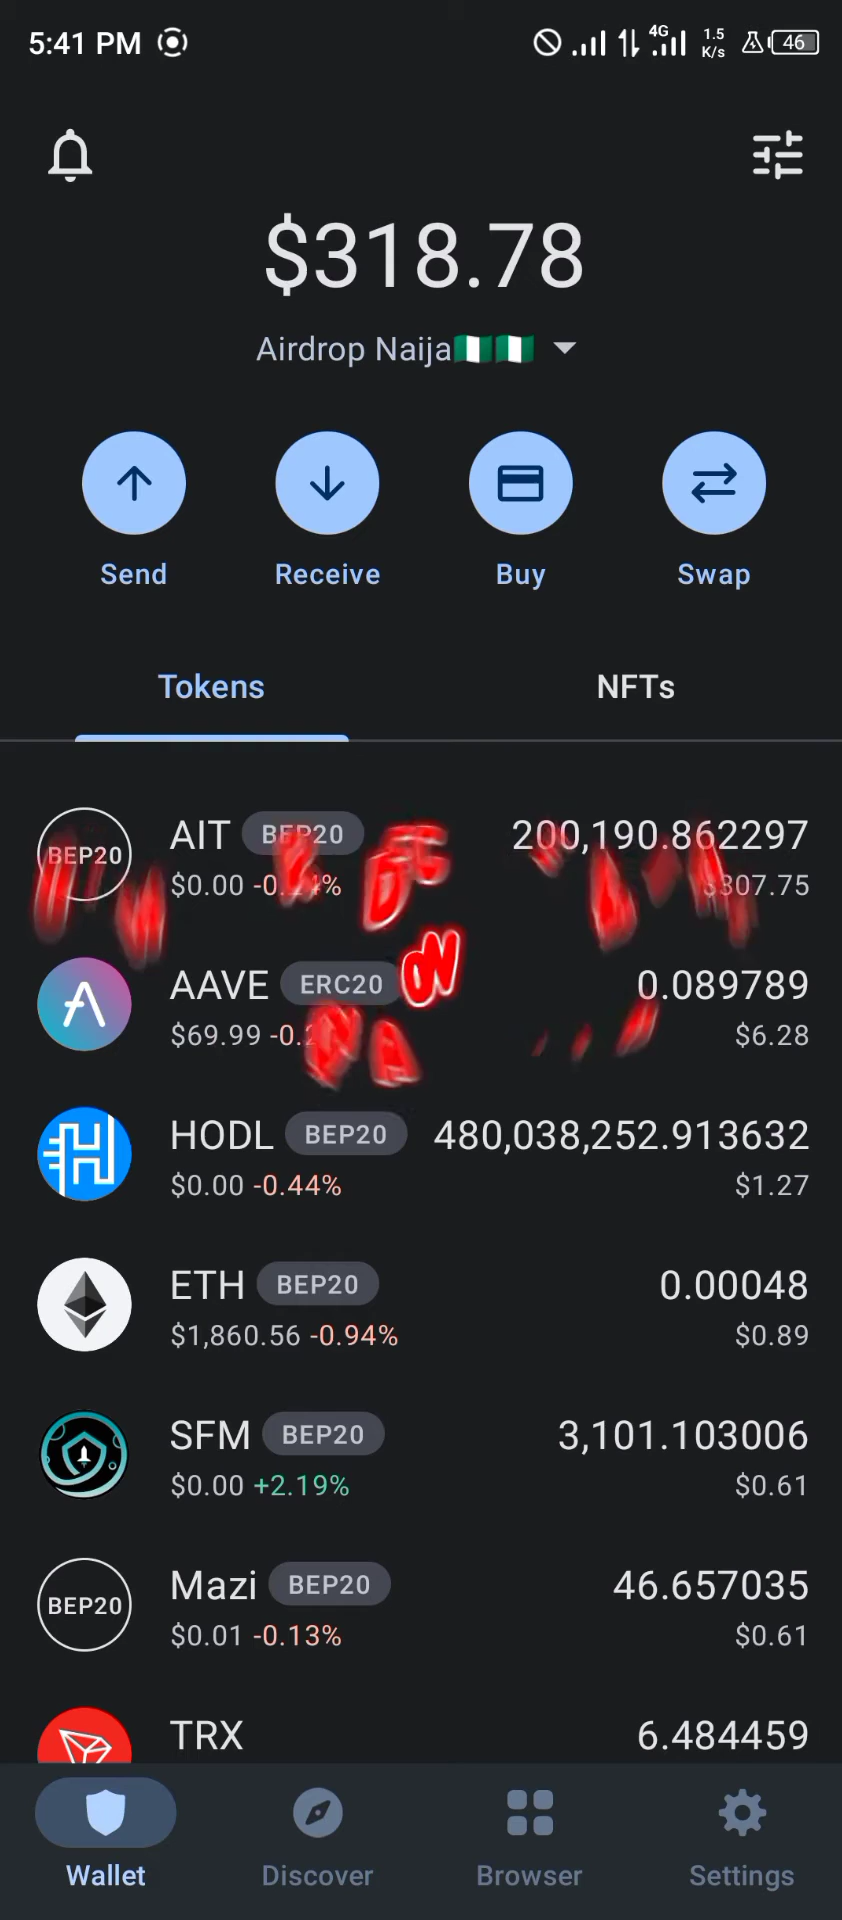 5:41 PM 4G 1.5 K/s 46
$318.78
Airdrop Naija🇳🇬🇳🇬
Send Receive Buy Swap
Tokens NFTs
BEP20 AIT BEP20 200,190.862297
$0.00 $307.75
AAVE ERC20 0.089789
$69.99 $6.28
HODL BEP20 480,038,252.913632
$0.00 -0.44% $1.27
ETH BEP20 0.00048
$1,860.56 -0.94% $0.89
SFM BEP20 3,101.103006
$0.00 +2.19% $0.61
BEP20 Mazi BEP20 46.657035
$0.01 -0.13% $0.61
TRX 6.484459
Wallet Discover Browser Settings